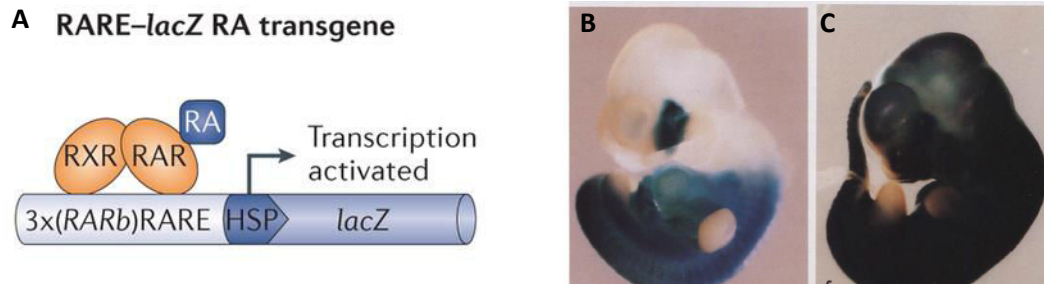 A
RARE–lacZ RA transgene
RA
RXR RAR
Transcription
activated
3x(RARb)RARE HSP lacZ
B
C